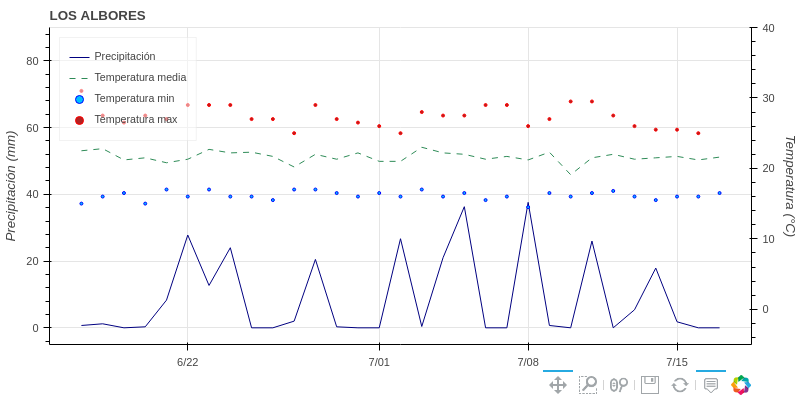 LOS ALBORES
Precipitación
Temperatura media
Temperatura min
Temperatura max
Precipitación (mm)
80
60
40
20
0
Temperatura (°C)
40
30
20
10
0
6/22
7/01
7/08
7/15